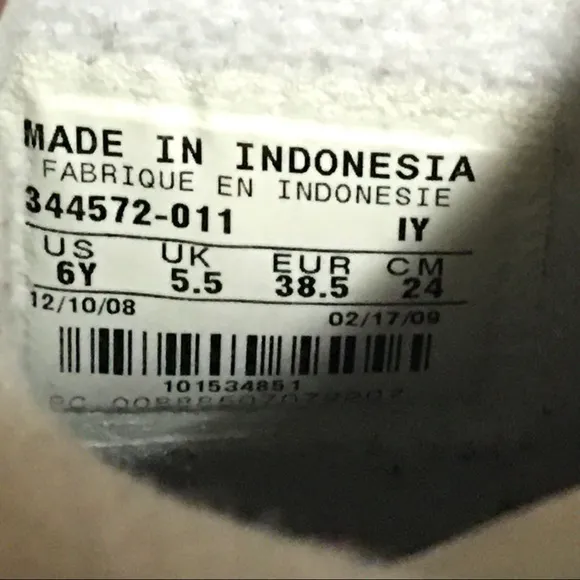 MADE IN INDONESIA
FABRIQUE EN INDONESIE
344572-011 IY
US UK EUR CM
6Y 5.5 38.5 24
12/10/08 02/17/09
101534851